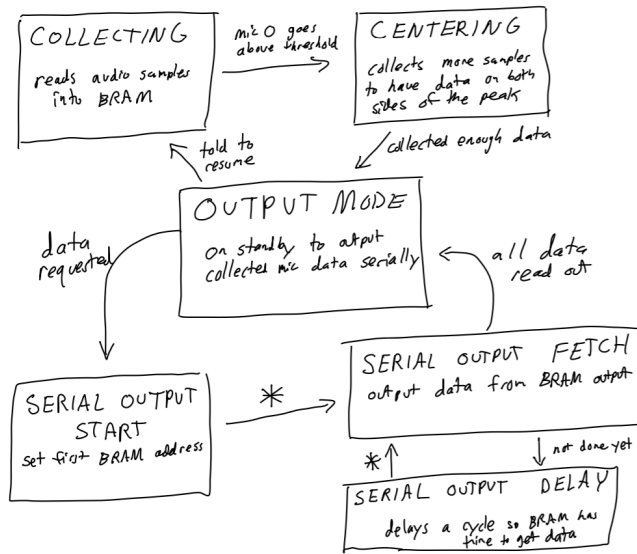 COLLECTING
reads audio samples
into BRAM
mic 0 goes
above threshold
CENTERING
collects more samples
to have data on both
sides of the peak
told to
resume
collected enough data
OUTPUT MODE
on standby to output
collected mic data serially
data
requested
all data
read out
SERIAL OUTPUT
START
set first BRAM address
*
SERIAL OUTPUT FETCH
output data from BRAM output
*
not done yet
SERIAL OUTPUT DELAY
delays a cycle so BRAM has
time to get data